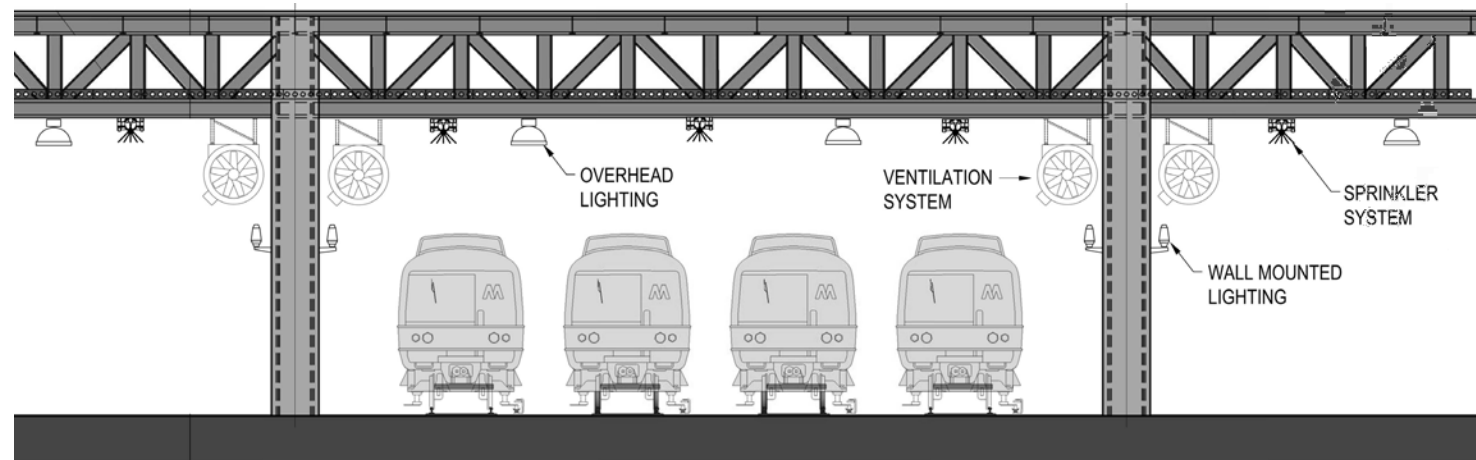 OVERHEAD
LIGHTING
VENTILATION
SYSTEM
SPRINKLER
SYSTEM
WALL MOUNTED
LIGHTING